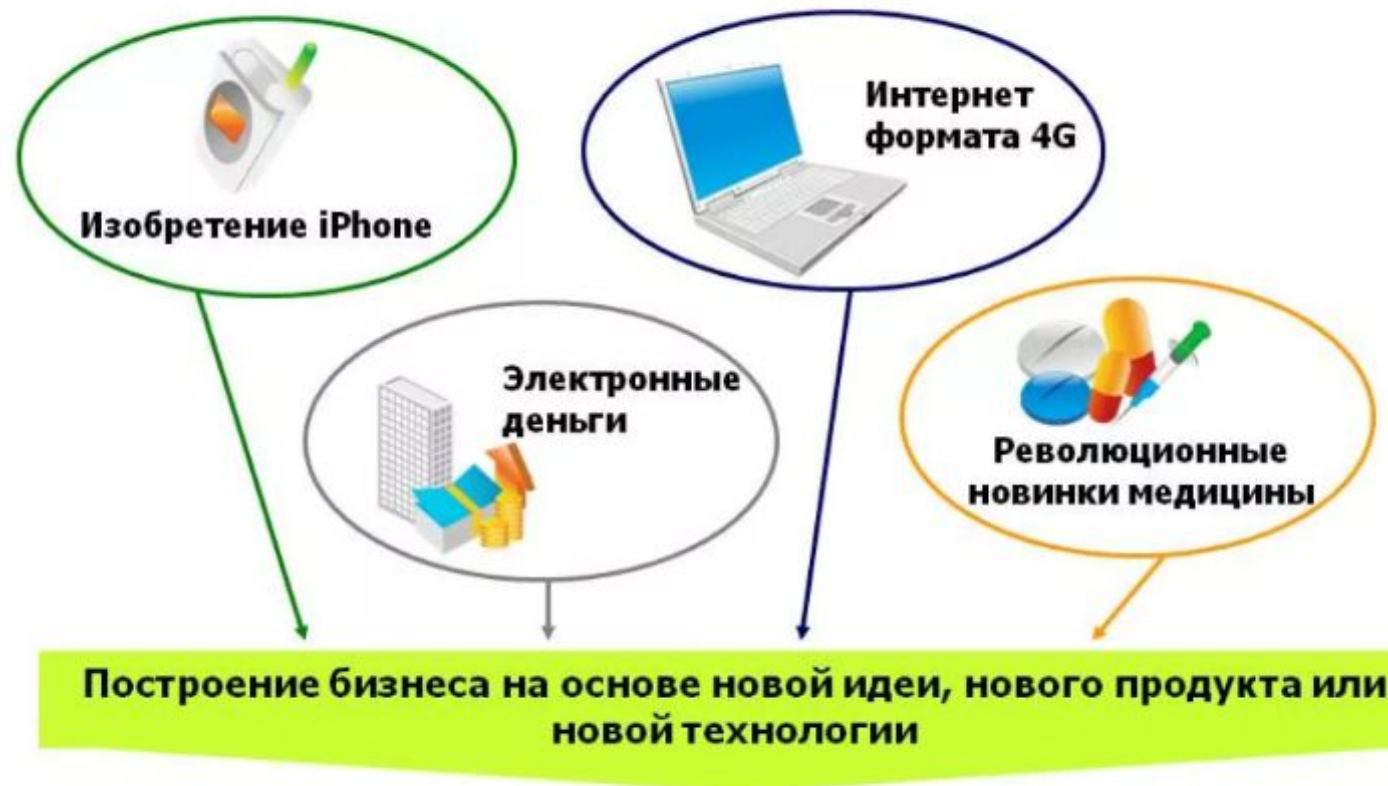 Изобретение iPhone
Интернет
формата 4G
Электронные
деньги
Революционные
новинки медицины
Построение бизнеса на основе новой идеи, нового продукта или
новой технологии